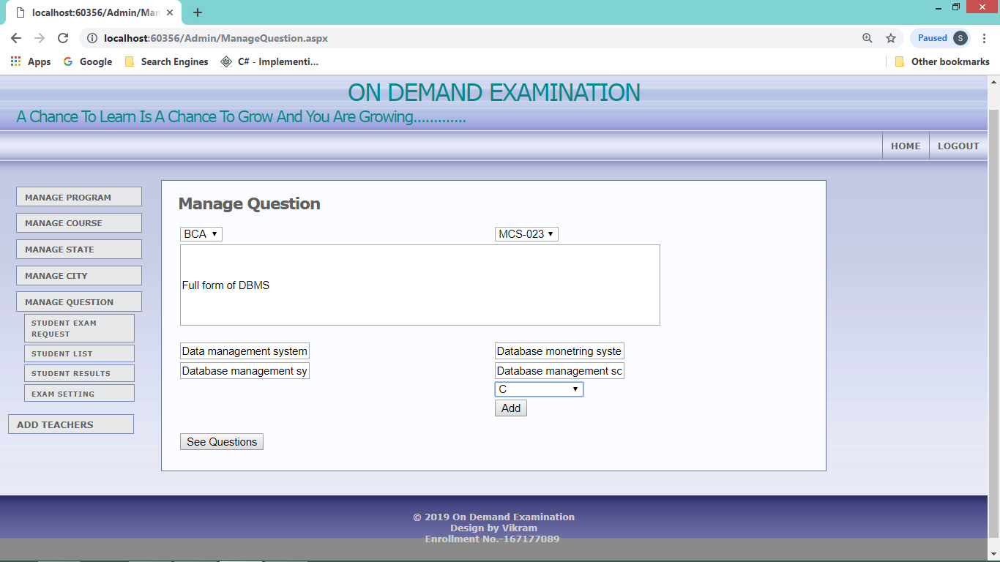 localhost:60356/Admin/Man
localhost:60356/Admin/ManageQuestion.aspx
Paused S
Apps Google Search Engines C# - Implementi... Other bookmarks
ON DEMAND EXAMINATION
A Chance To Learn Is A Chance To Grow And You Are Growing.............
HOME LOGOUT
MANAGE PROGRAM
MANAGE COURSE
MANAGE STATE
MANAGE CITY
MANAGE QUESTION
STUDENT EXAM
REQUEST
STUDENT LIST
STUDENT RESULTS
EXAM SETTING
ADD TEACHERS
Manage Question
BCA MCS-023
Full form of DBMS
Data management system Database monetring syste
Database management sy Database management sc
C
Add
See Questions
© 2019 On Demand Examination
Design by Vikram
Enrollment No.-167177089